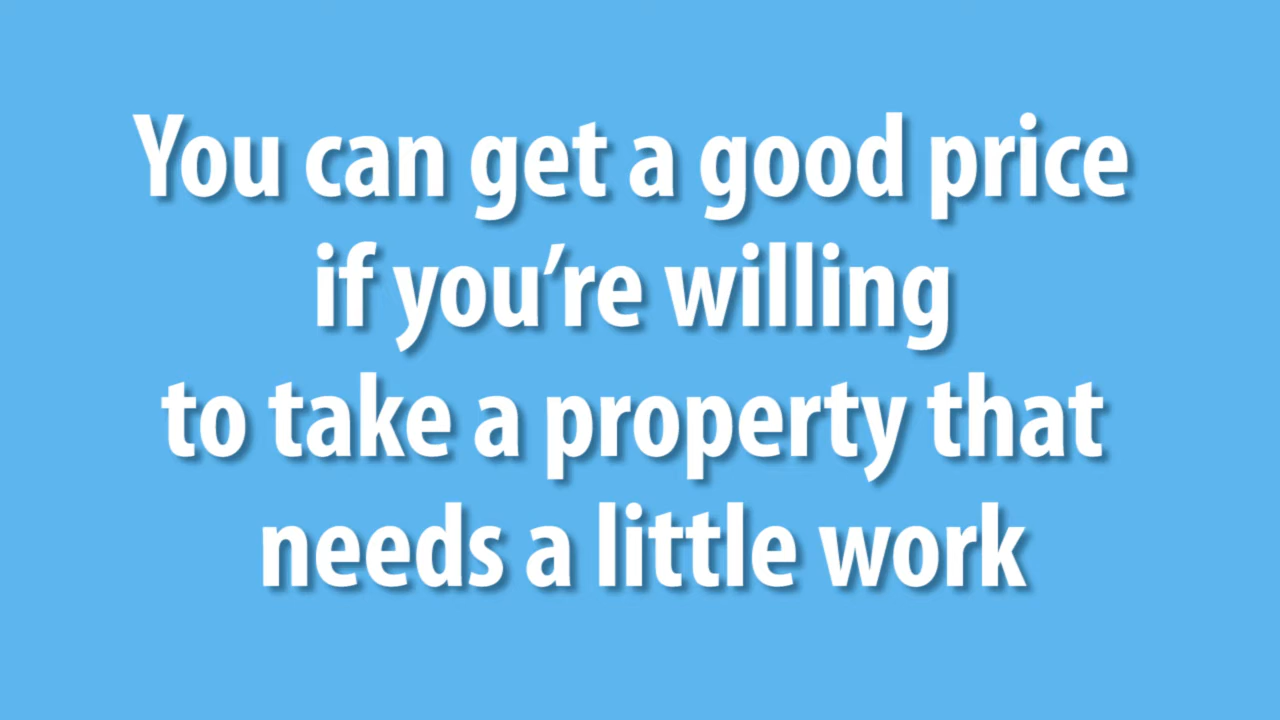 You can get a good price
if you’re willing
to take a property that
needs a little work